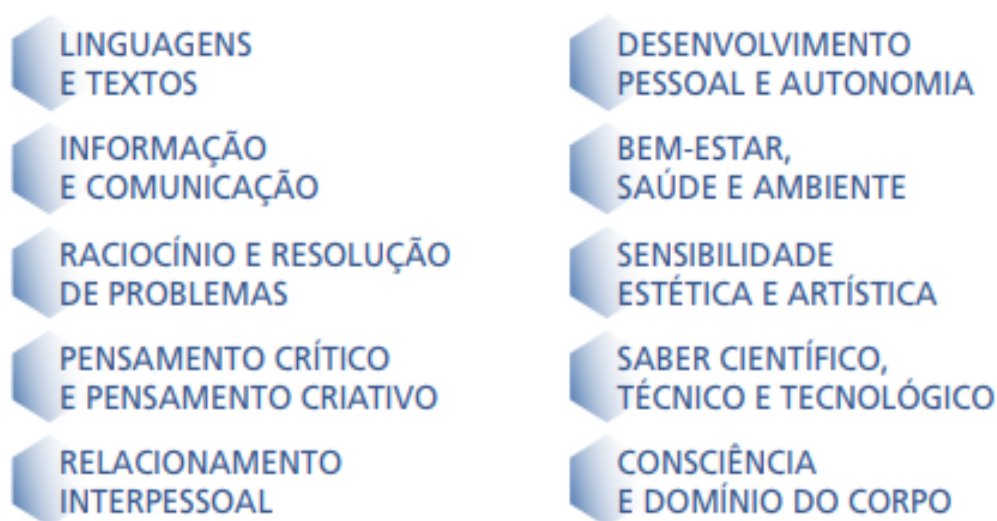 LINGUAGENS
E TEXTOS
INFORMAÇÃO
E COMUNICAÇÃO
RACIOCÍNIO E RESOLUÇÃO
DE PROBLEMAS
PENSAMENTO CRÍTICO
E PENSAMENTO CRIATIVO
RELACIONAMENTO
INTERPESSOAL
DESENVOLVIMENTO
PESSOAL E AUTONOMIA
BEM-ESTAR,
SAÚDE E AMBIENTE
SENSIBILIDADE
ESTÉTICA E ARTÍSTICA
SABER CIENTÍFICO,
TÉCNICO E TECNOLÓGICO
CONSCIÊNCIA
E DOMÍNIO DO CORPO